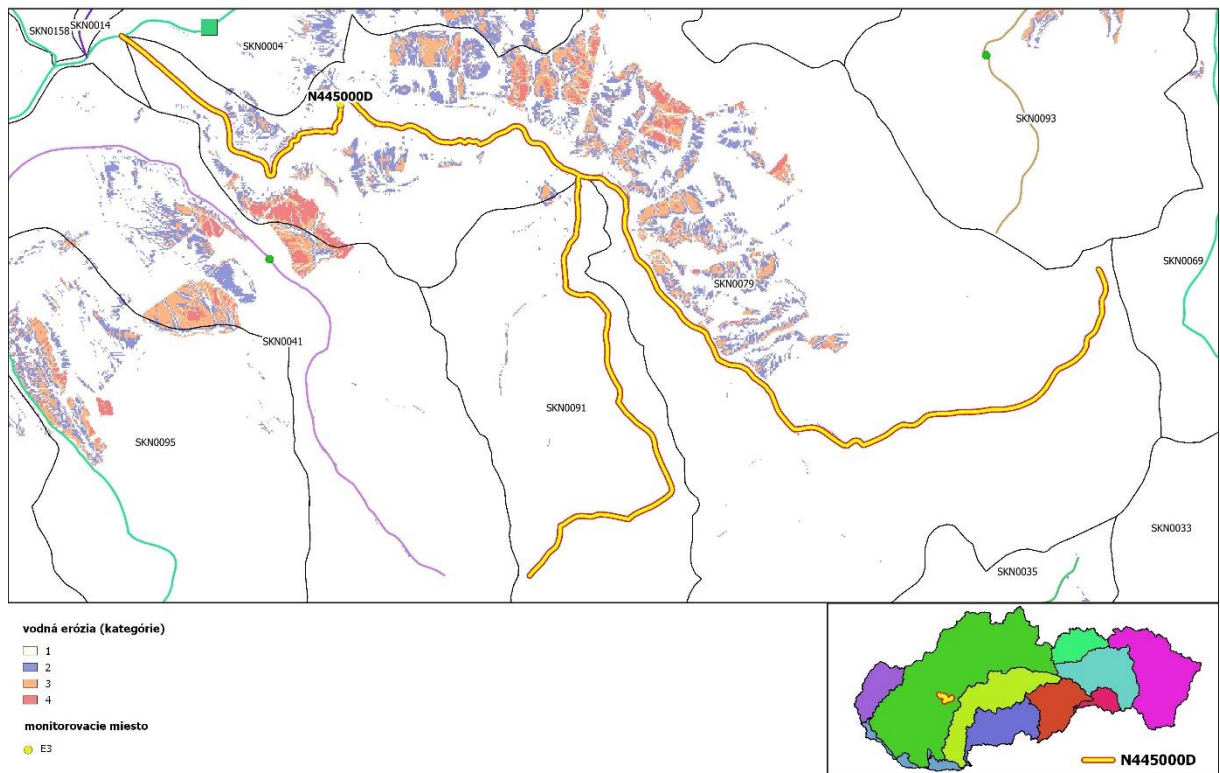 SKN0158
SKN0014
SKN0004
N445000D
SKN0093
SKN0069
SKN0079
SKN0041
SKN0091
SKN0095
SKN0033
SKN0035
vodná erózia (kategórie)
1
2
3
4
monitorovacie miesto
E3
N445000D